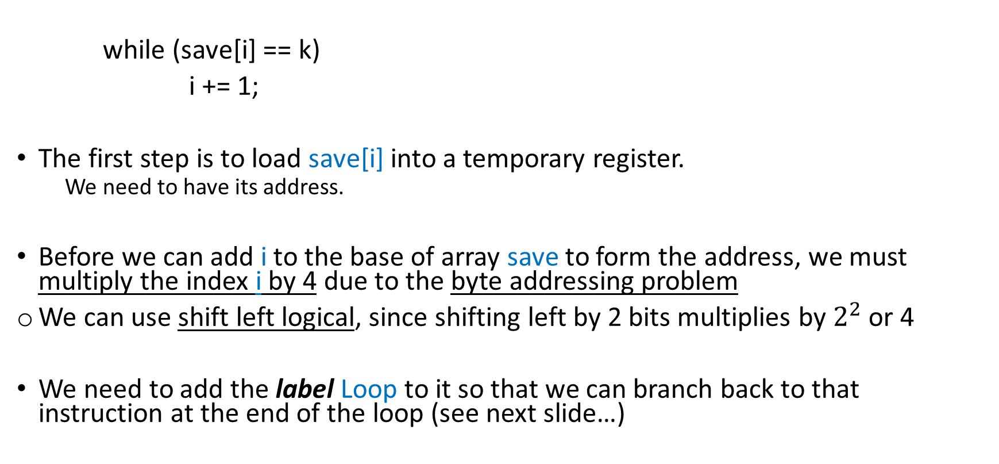 while (save[i] == k)
i += 1;
• The first step is to load save[i] into a temporary register.
We need to have its address.
• Before we can add i to the base of array save to form the address, we must
multiply the index i by 4 due to the byte addressing problem
o We can use shift left logical, since shifting left by 2 bits multiplies by 2² or 4
• We need to add the label Loop to it so that we can branch back to that
instruction at the end of the loop (see next slide…)